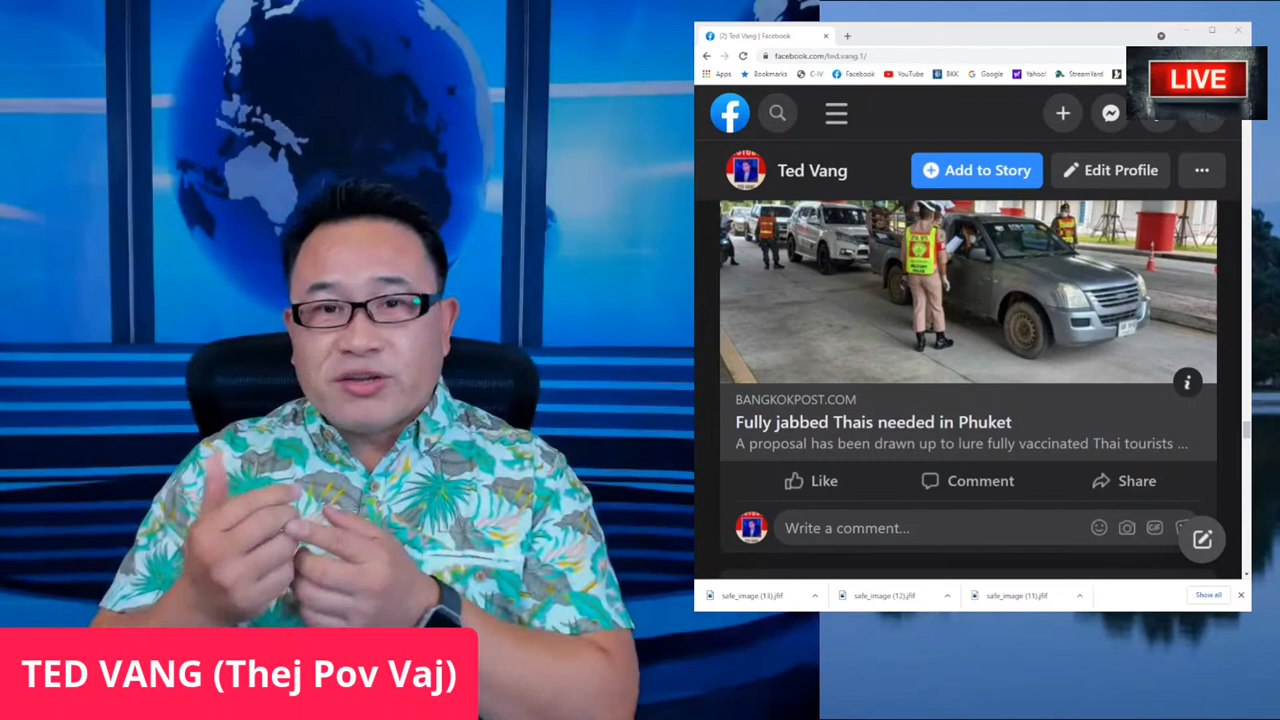 (2) Ted Vang | Facebook
facebook.com/ted.vang.1/
Apps Bookmarks C-IV Facebook YouTube BKK Google Yahoo! StreamYard
LIVE
Ted Vang
Add to Story
Edit Profile
BANGKOKPOST.COM
Fully jabbed Thais needed in Phuket
A proposal has been drawn up to lure fully vaccinated Thai tourists ...
Like Comment Share
Write a comment...
GIF
safe_image (13).jfif safe_image (12).jfif safe_image (11).jfif Show all
TED VANG (Thej Pov Vaj)